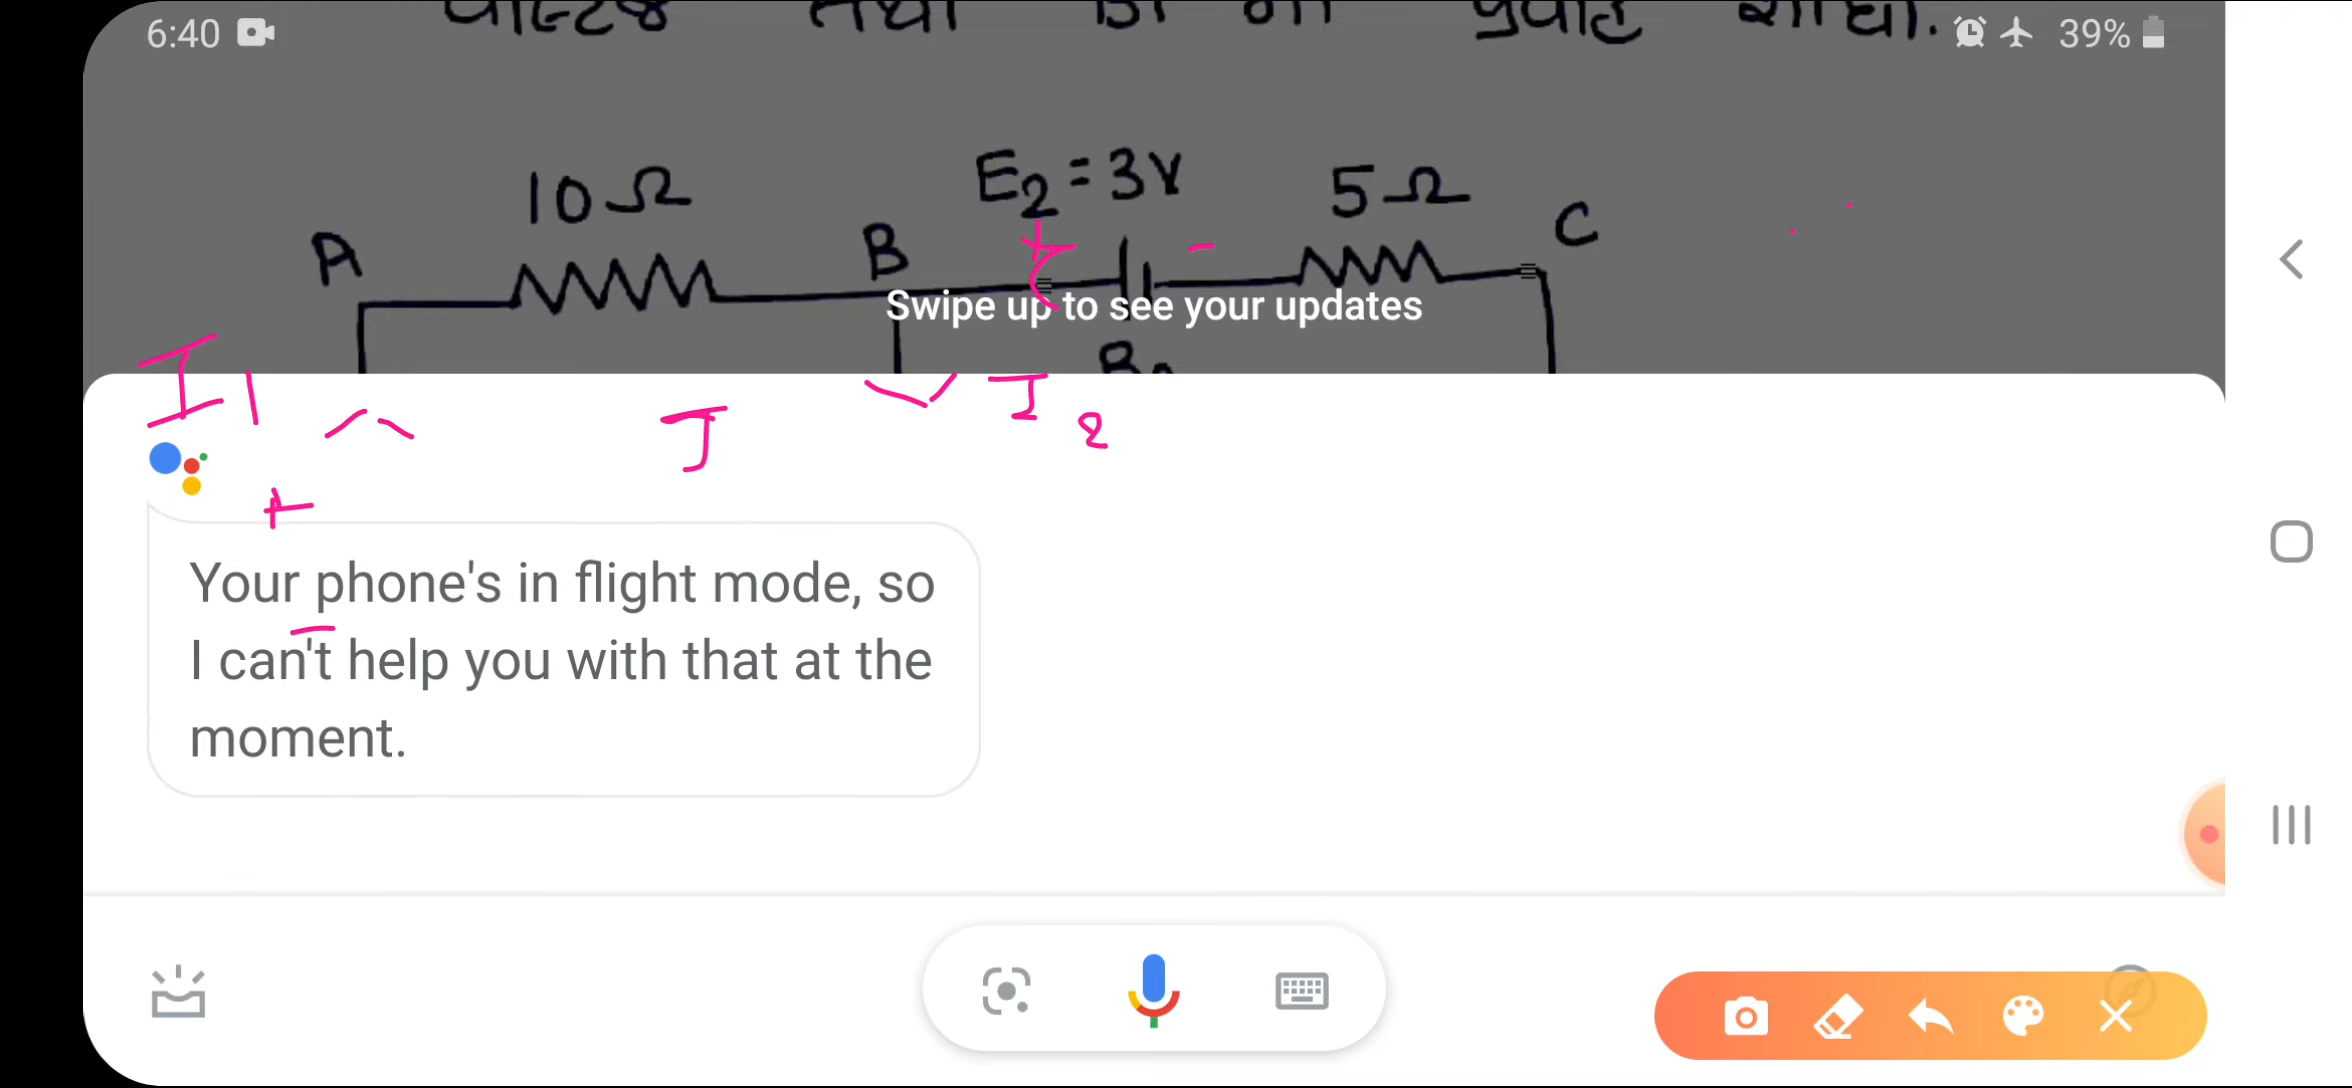 6:40 39%
तथा
10Ω E2=3V 5Ω
A B C
Swipe up to see your updates
I1 I I2
Your phone's in flight mode, so
I can't help you with that at the
moment.